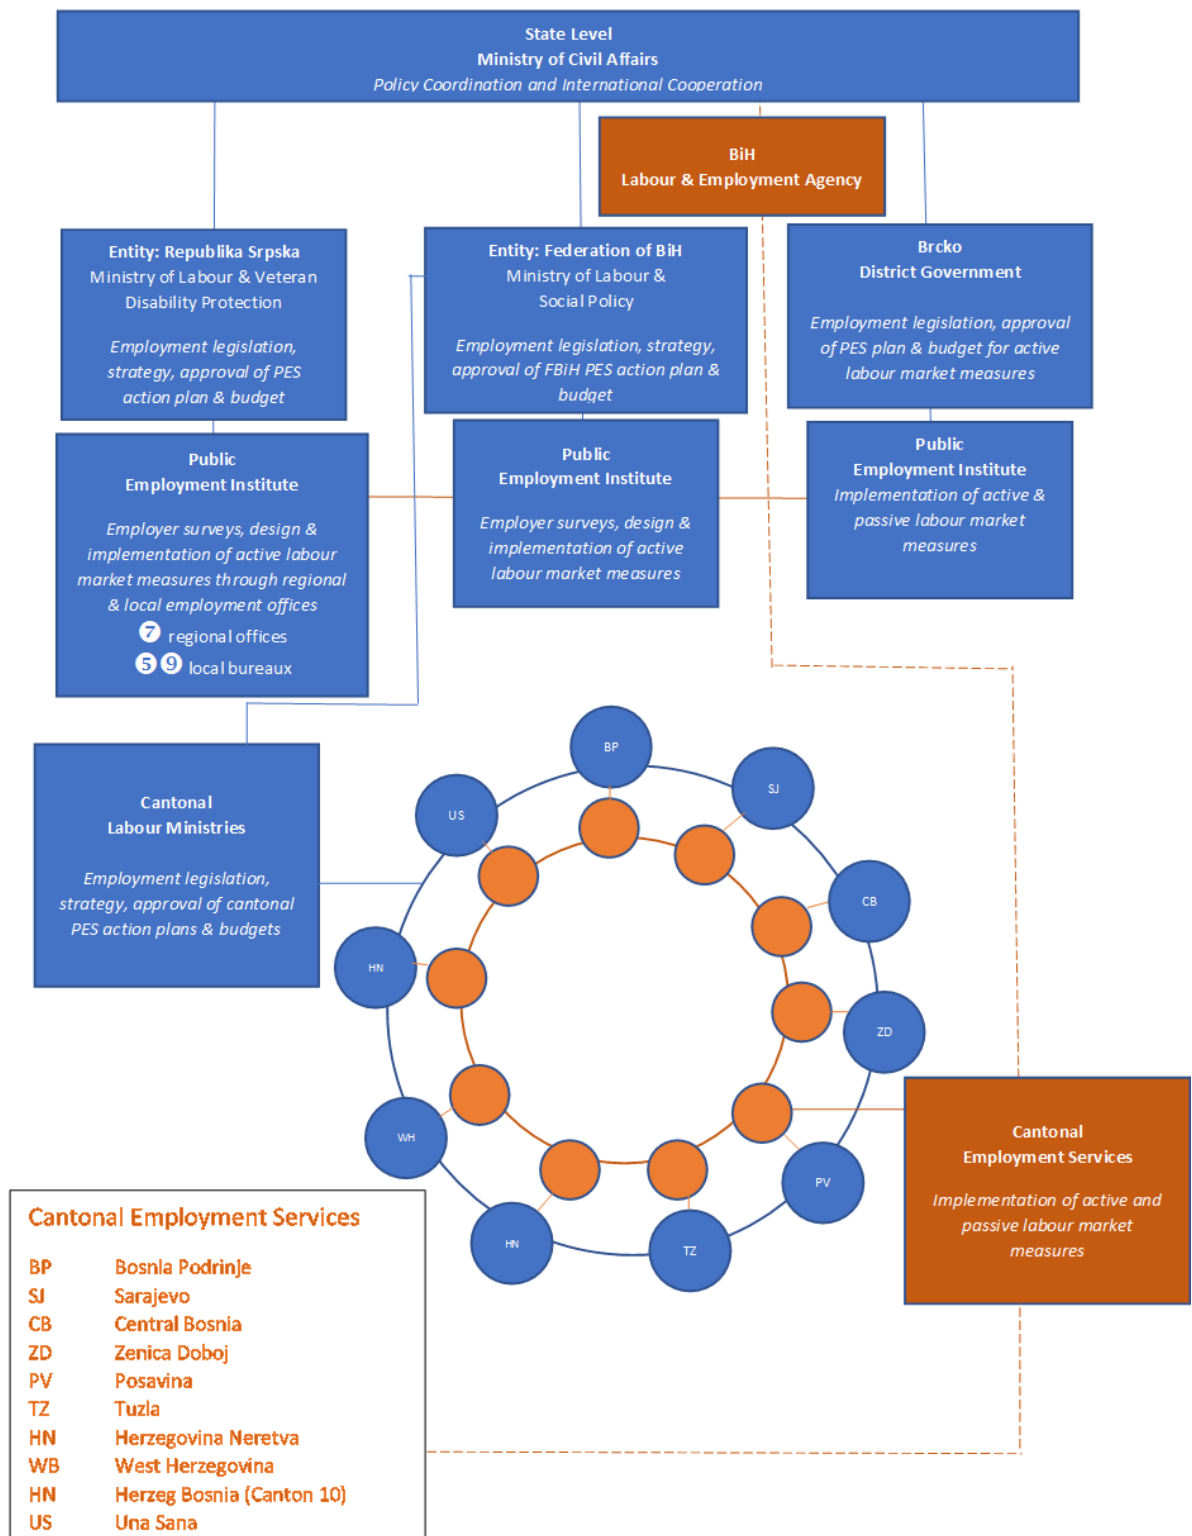 State Level
Ministry of Civil Affairs
Policy Coordination and International Cooperation
BiH
Labour & Employment Agency
Entity: Republika Srpska
Ministry of Labour & Veteran
Disability Protection
Employment legislation,
strategy, approval of PES
action plan & budget
Entity: Federation of BiH
Ministry of Labour &
Social Policy
Employment legislation, strategy,
approval of FBiH PES action plan &
budget
Brcko
District Government
Employment legislation, approval
of PES plan & budget for active
labour market measures
Public
Employment Institute
Employer surveys, design &
implementation of active labour
market measures through regional
& local employment offices
7 regional offices
5 9 local bureaux
Public
Employment Institute
Employer surveys, design &
implementation of active
labour market measures
Public
Employment Institute
Implementation of active &
passive labour market
measures
Cantonal
Labour Ministries
Employment legislation,
strategy, approval of cantonal
PES action plans & budgets
BP
SJ
CB
ZD
PV
TZ
HN
WH
HN
US
Cantonal
Employment Services
Implementation of active and
passive labour market
measures
Cantonal Employment Services
BP Bosnia Podrinje
SJ Sarajevo
CB Central Bosnia
ZD Zenica Doboj
PV Posavina
TZ Tuzla
HN Herzegovina Neretva
WB West Herzegovina
HN Herzeg Bosnia (Canton 10)
US Una Sana